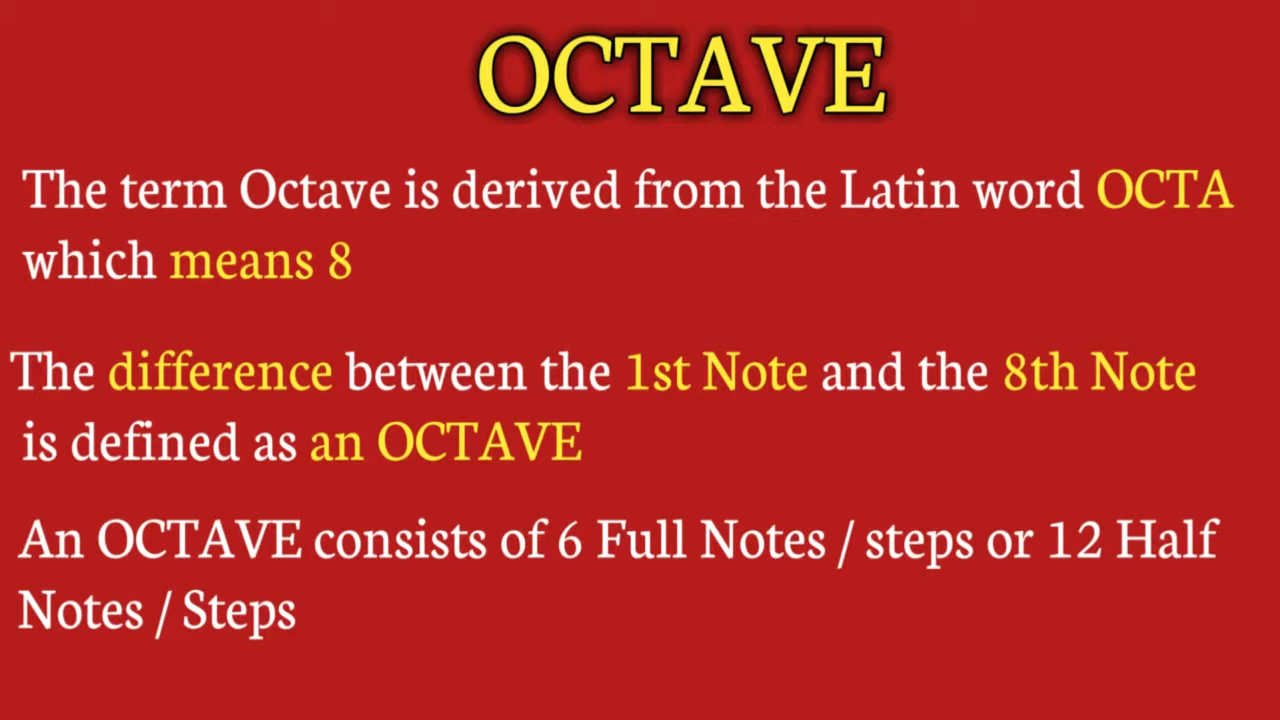 OCTAVE
The term Octave is derived from the Latin word OCTA
which means 8
The difference between the 1st Note and the 8th Note
is defined as an OCTAVE
An OCTAVE consists of 6 Full Notes / steps or 12 Half
Notes / Steps